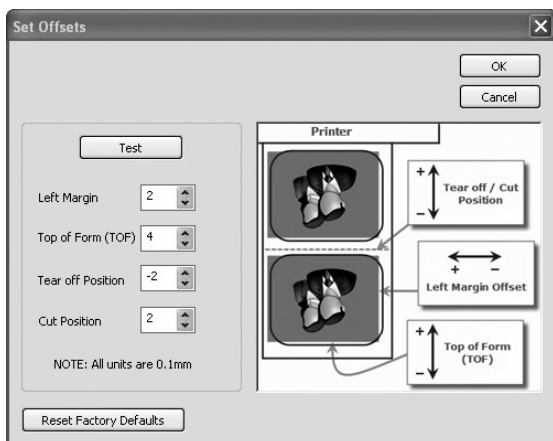 Set Offsets
OK
Cancel
Test
Left Margin 2
Top of Form (TOF) 4
Tear off Position -2
Cut Position 2
NOTE: All units are 0.1mm
Reset Factory Defaults
Printer
+
−
Tear off / Cut
Position
+ −
Left Margin Offset
+
−
Top of Form
(TOF)